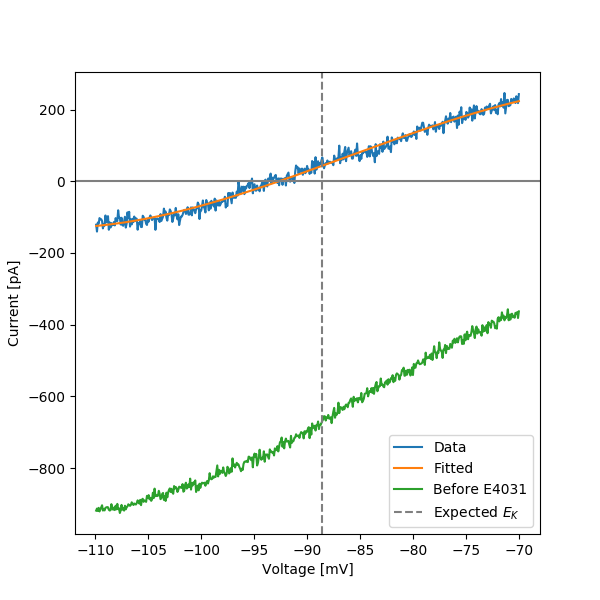 Current [pA]
200
0
−200
−400
−600
−800
−110
−105
−100
−95
−90
−85
−80
−75
−70
Voltage [mV]
Data
Fitted
Before E4031
Expected E_K